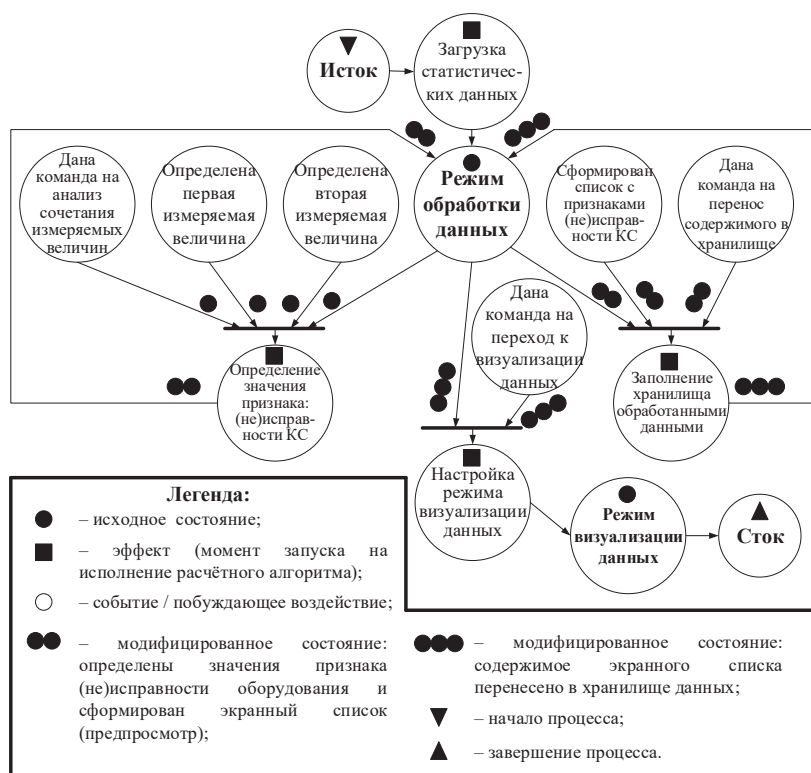 Исток
Загрузка
статистичес-
ких данных
Дана
команда на
анализ
сочетания
измеряемых
величин
Определена
первая
измеряемая
величина
Определена
вторая
измеряемая
величина
Режим
обработки
данных
Сформирован
список с
признаками
(не)исправ-
ности КС
Дана
команда на
перенос
содержимого в
хранилище
Дана
команда на
переход к
визуализации
данных
Определение
значения
признака:
(не)исправ-
ности КС
Заполнение
хранилища
обработанными
данными
Настройка
режима
визуализации
данных
Режим
визуализации
данных
Сток
Легенда:
– исходное состояние;
– эффект (момент запуска на
исполнение расчётного алгоритма);
– событие / побуждающее воздействие;
– модифицированное состояние:
определены значения признака
(не)исправности оборудования и
сформирован экранный список
(предпросмотр);
– модифицированное состояние:
содержимое экранного списка
перенесено в хранилище данных;
– начало процесса;
– завершение процесса.